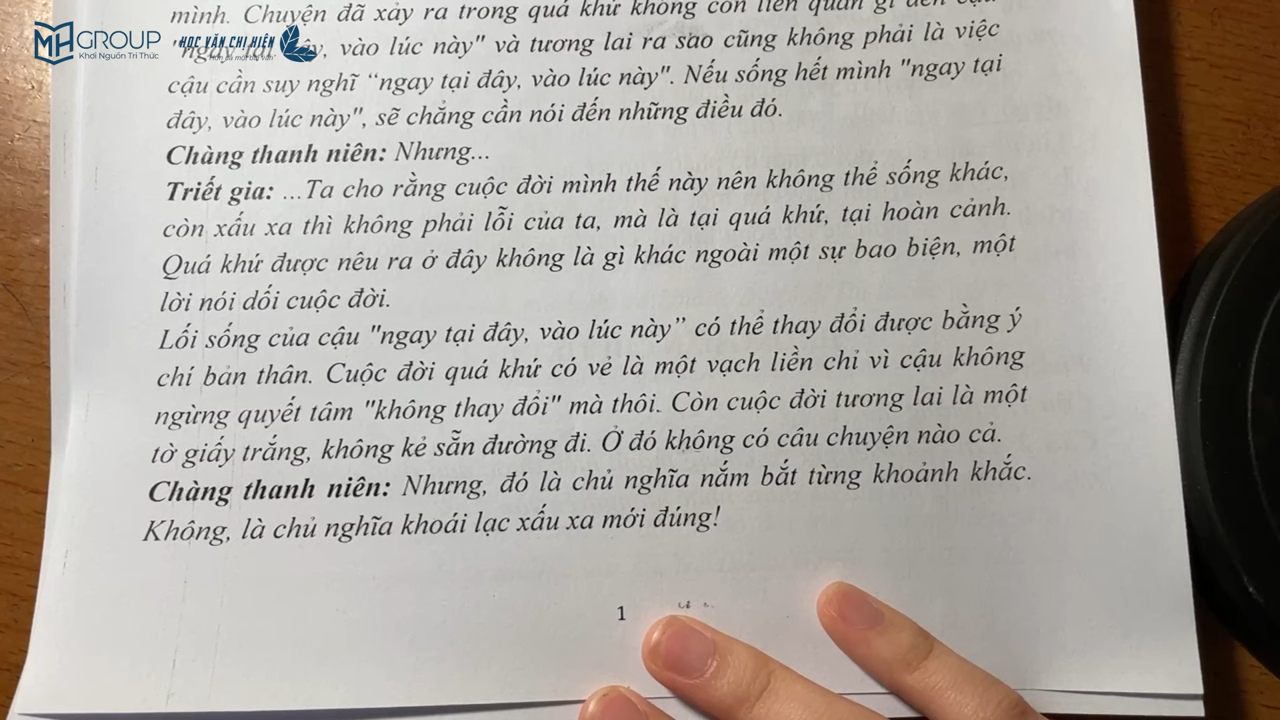 MH GROUP
Khơi Nguồn Tri Thức
HỌC VĂN CHỊ HIÊN
"Hơn cả một bài văn"
mình. Chuyện đã xảy ra trong quá khứ không còn liên quan gì đến cậu
"ngay tại đây, vào lúc này" và tương lai ra sao cũng không phải là việc
cậu cần suy nghĩ “ngay tại đây, vào lúc này". Nếu sống hết mình "ngay tại
đây, vào lúc này", sẽ chẳng cần nói đến những điều đó.
Chàng thanh niên: Nhưng...
Triết gia: ...Ta cho rằng cuộc đời mình thế này nên không thể sống khác,
còn xấu xa thì không phải lỗi của ta, mà là tại quá khứ, tại hoàn cảnh.
Quá khứ được nêu ra ở đây không là gì khác ngoài một sự bao biện, một
lời nói dối cuộc đời.
Lối sống của cậu "ngay tại đây, vào lúc này” có thể thay đổi được bằng ý
chí bản thân. Cuộc đời quá khứ có vẻ là một vạch liền chỉ vì cậu không
ngừng quyết tâm "không thay đổi" mà thôi. Còn cuộc đời tương lai là một
tờ giấy trắng, không kẻ sẵn đường đi. Ở đó không có câu chuyện nào cả.
Chàng thanh niên: Nhưng, đó là chủ nghĩa nắm bắt từng khoảnh khắc.
Không, là chủ nghĩa khoái lạc xấu xa mới đúng!
1